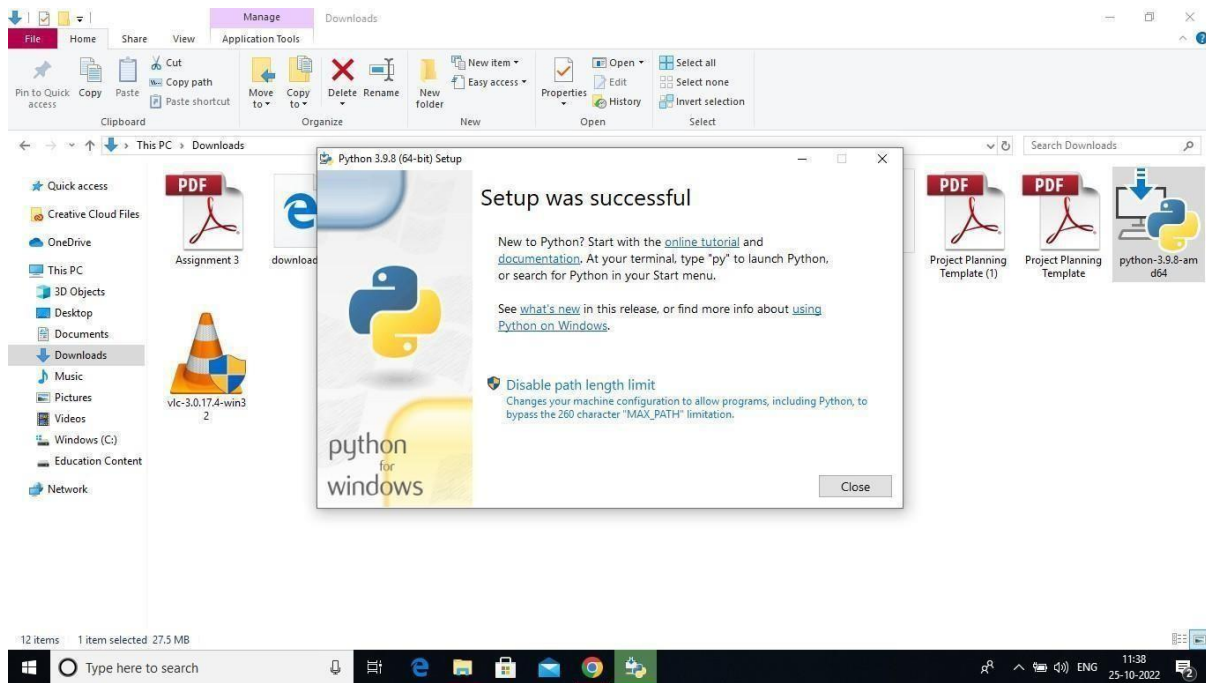 Manage
Downloads
File
Home
Share
View
Application Tools
Pin to Quick access
Copy
Paste
Cut
Copy path
Paste shortcut
Clipboard
Move to
Copy to
Delete
Rename
Organize
New folder
New item
Easy access
New
Properties
Open
Edit
History
Open
Select all
Select none
Invert selection
Select
This PC > Downloads
Search Downloads
Quick access
Creative Cloud Files
OneDrive
This PC
3D Objects
Desktop
Documents
Downloads
Music
Pictures
Videos
Windows (C:)
Education Content
Network
PDF
Assignment 3
download
vlc-3.0.17.4-win3
2
Python 3.9.8 (64-bit) Setup
Setup was successful
New to Python? Start with the online tutorial and
documentation. At your terminal, type "py" to launch Python,
or search for Python in your Start menu.
See what's new in this release, or find more info about using
Python on Windows.
Disable path length limit
Changes your machine configuration to allow programs, including Python, to
bypass the 260 character "MAX_PATH" limitation.
python
for
windows
Close
PDF
Project Planning
Template (1)
PDF
Project Planning
Template
python-3.9.8-am
d64
12 items
1 item selected 27.5 MB
Type here to search
ENG
11:38
25-10-2022
2